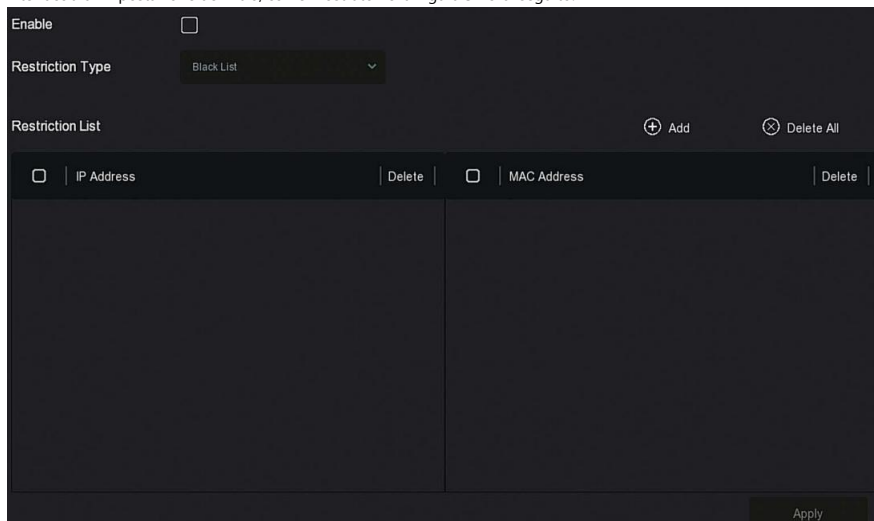 Enable
Restriction Type
Black List
Restriction List
Add
Delete All
IP Address
Delete
MAC Address
Delete
Apply